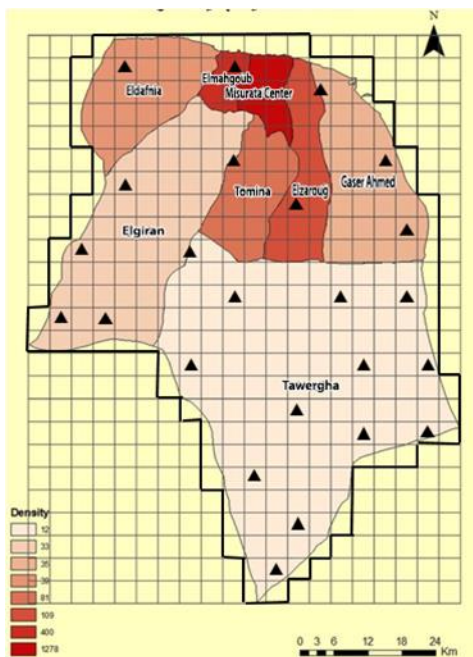 N
Eldafnia
Elmahgoub
Misurata Center
Gaser Ahmed
Tomina
Elzaroug
Elgiran
Tawergha
Density
12
33
35
39
81
109
400
1278
0 3 6 12 18 24
Km